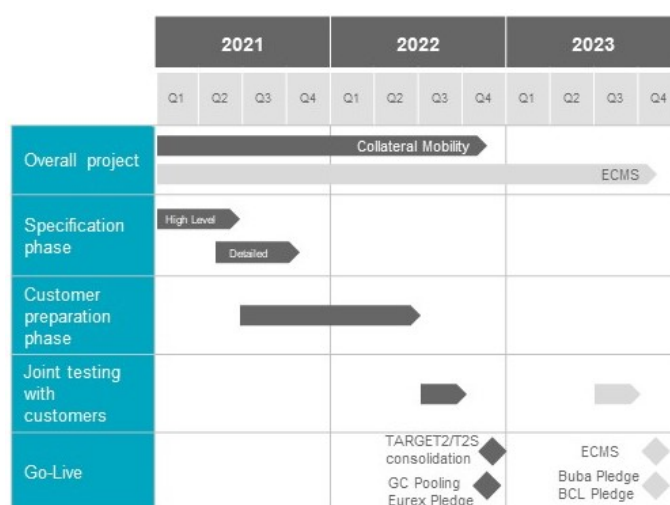 2021 2022 2023
Q1 Q2 Q3 Q4 Q1 Q2 Q3 Q4 Q1 Q2 Q3 Q4
Overall project
Collateral Mobility
ECMS
Specification
phase
High Level
Detailed
Customer
preparation
phase
Joint testing
with
customers
Go-Live
TARGET2/T2S
consolidation
GC Pooling
Eurex Pledge
ECMS
Buba Pledge
BCL Pledge